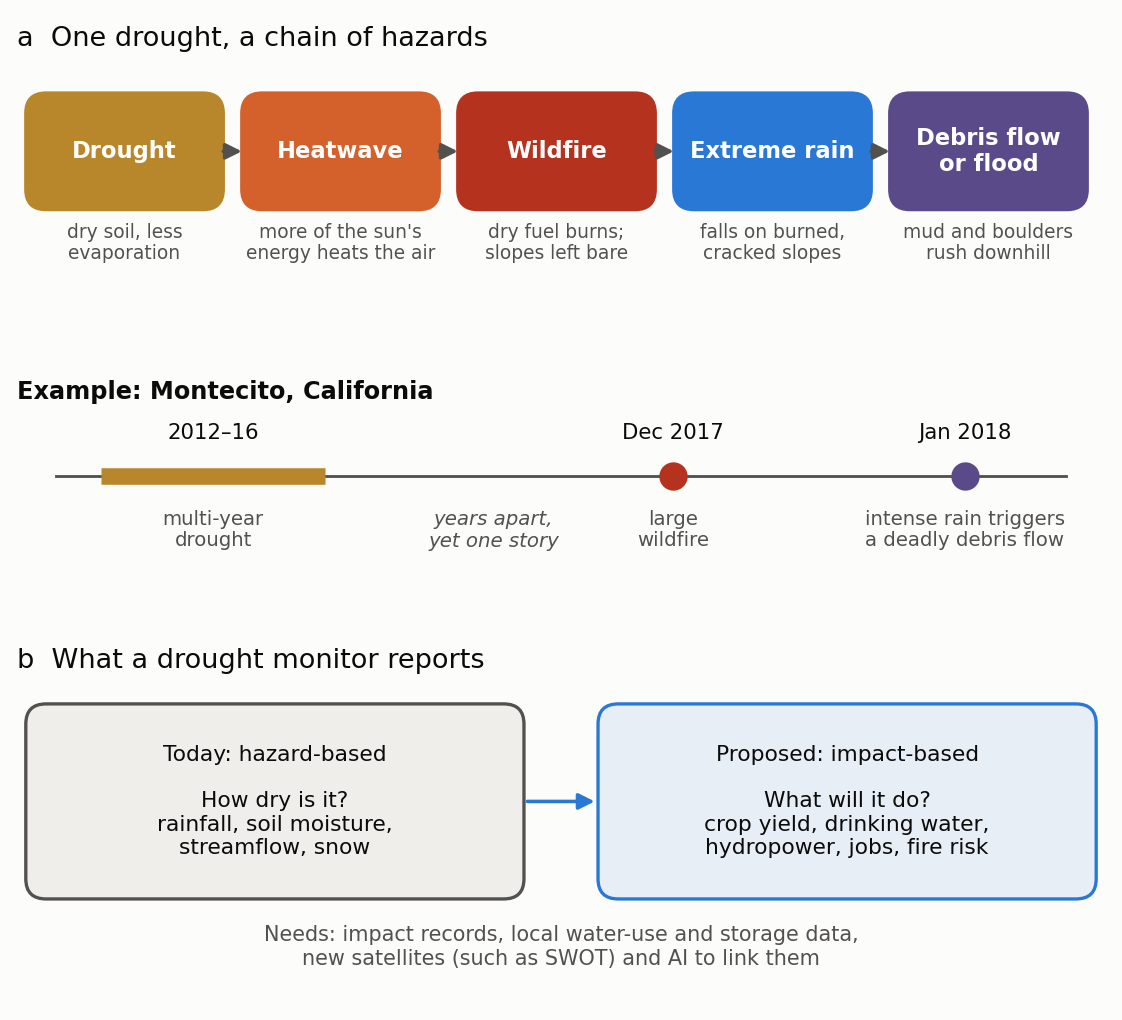 a  One drought, a chain of hazards
Drought
Heatwave
Wildfire
Extreme rain
Debris flow
or flood
dry soil, less
evaporation
more of the sun's
energy heats the air
dry fuel burns;
slopes left bare
falls on burned,
cracked slopes
mud and boulders
rush downhill
Example: Montecito, California
2012–16
Dec 2017
Jan 2018
multi-year
drought
years apart,
yet one story
large
wildfire
intense rain triggers
a deadly debris flow
b  What a drought monitor reports
Today: hazard-based
How dry is it?
rainfall, soil moisture,
streamflow, snow
Proposed: impact-based
What will it do?
crop yield, drinking water,
hydropower, jobs, fire risk
Needs: impact records, local water-use and storage data,
new satellites (such as SWOT) and AI to link them